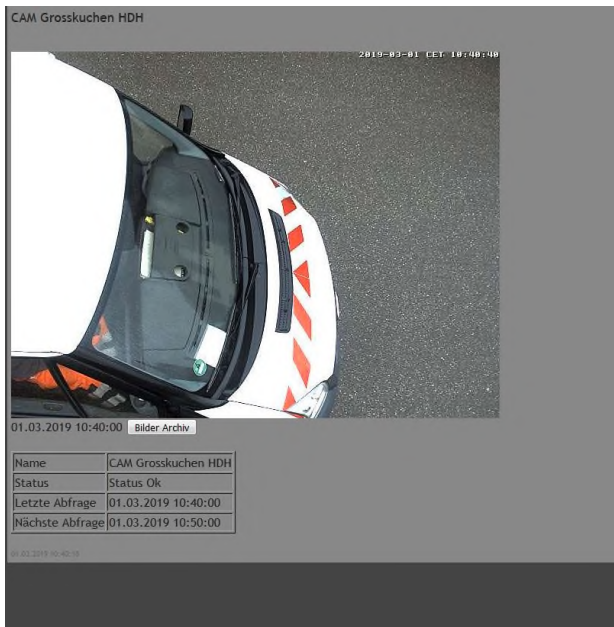 CAM Grosskuchen HDH
2019-03-01 CET 10:40:40
01.03.2019 10:40:00 Bilder Archiv
Name CAM Grosskuchen HDH
Status Status Ok
Letzte Abfrage 01.03.2019 10:40:00
Nächste Abfrage 01.03.2019 10:50:00